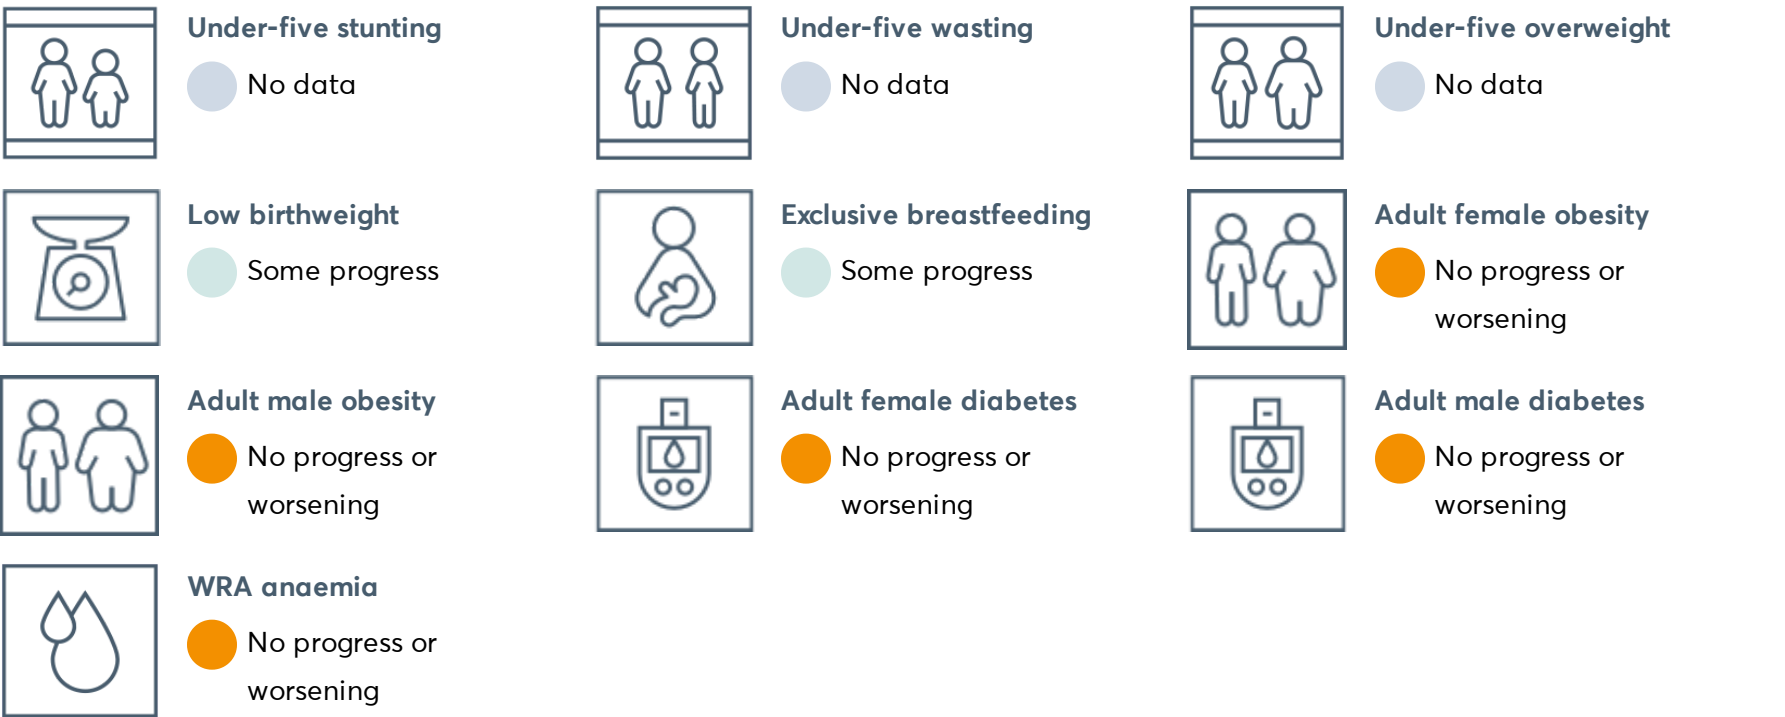 Under-five stunting
No data
Under-five wasting
No data
Under-five overweight
No data
Low birthweight
Some progress
Exclusive breastfeeding
Some progress
Adult female obesity
No progress or
worsening
Adult male obesity
No progress or
worsening
Adult female diabetes
No progress or
worsening
Adult male diabetes
No progress or
worsening
WRA anaemia
No progress or
worsening